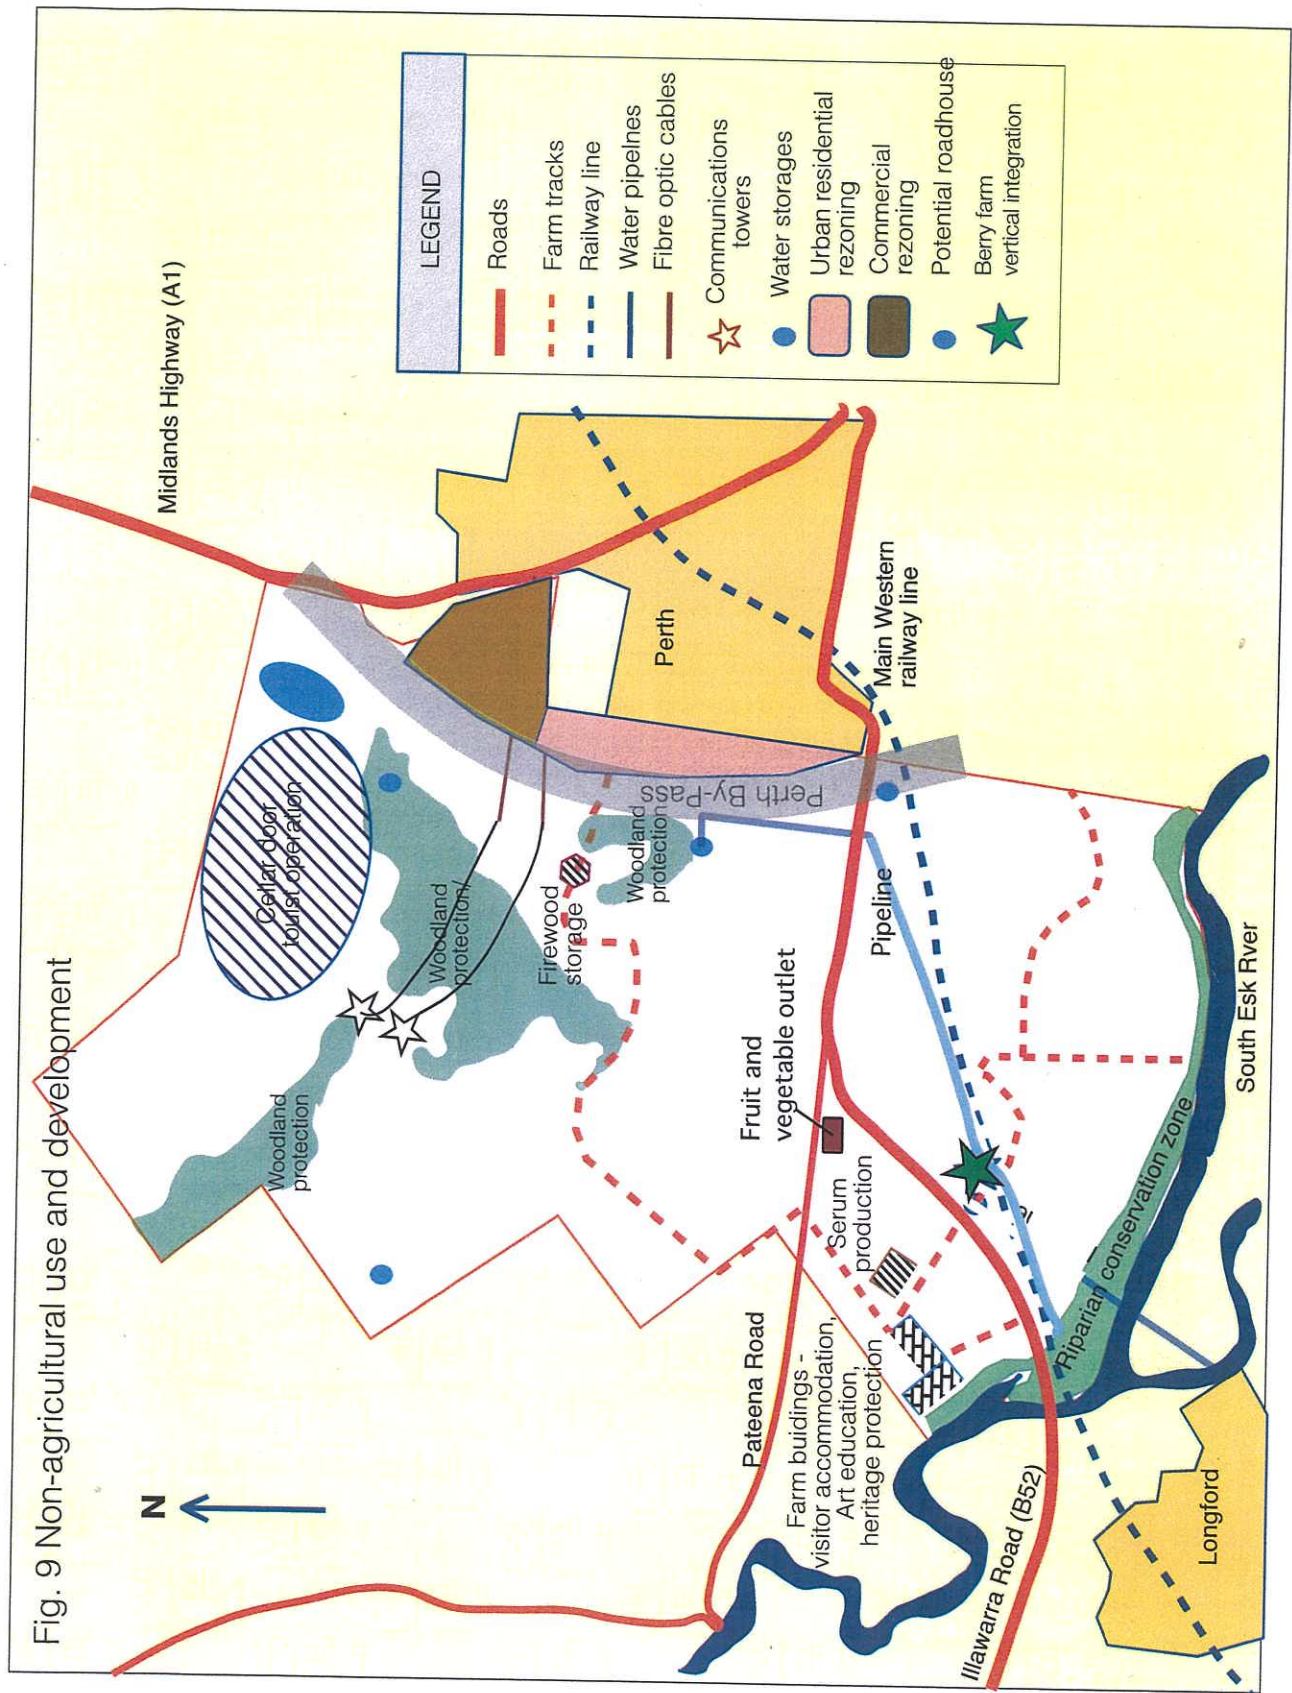 Fig. 9 Non-agricultural use and development
N
Midlands Highway (A1)
LEGEND
Roads
Farm tracks
Railway line
Water pipelnes
Fibre optic cables
Communications
towers
Water storages
Urban residential
rezoning
Commercial
rezoning
Potential roadhouse
Berry farm
vertical integration
Cellar door
touist operation
Woodland
protection
Woodland
protection/
Firewood
storage
Woodland
protection
Perth By-Pass
Perth
Main Western
railway line
Pipeline
Fruit and
vegetable outlet
Serum
production
Pateena Road
Farm buidings -
visitor accommodation,
Art education,
heritage protection
Riparian conservation zone
South Esk Rver
Illawarra Road (B52)
Longford